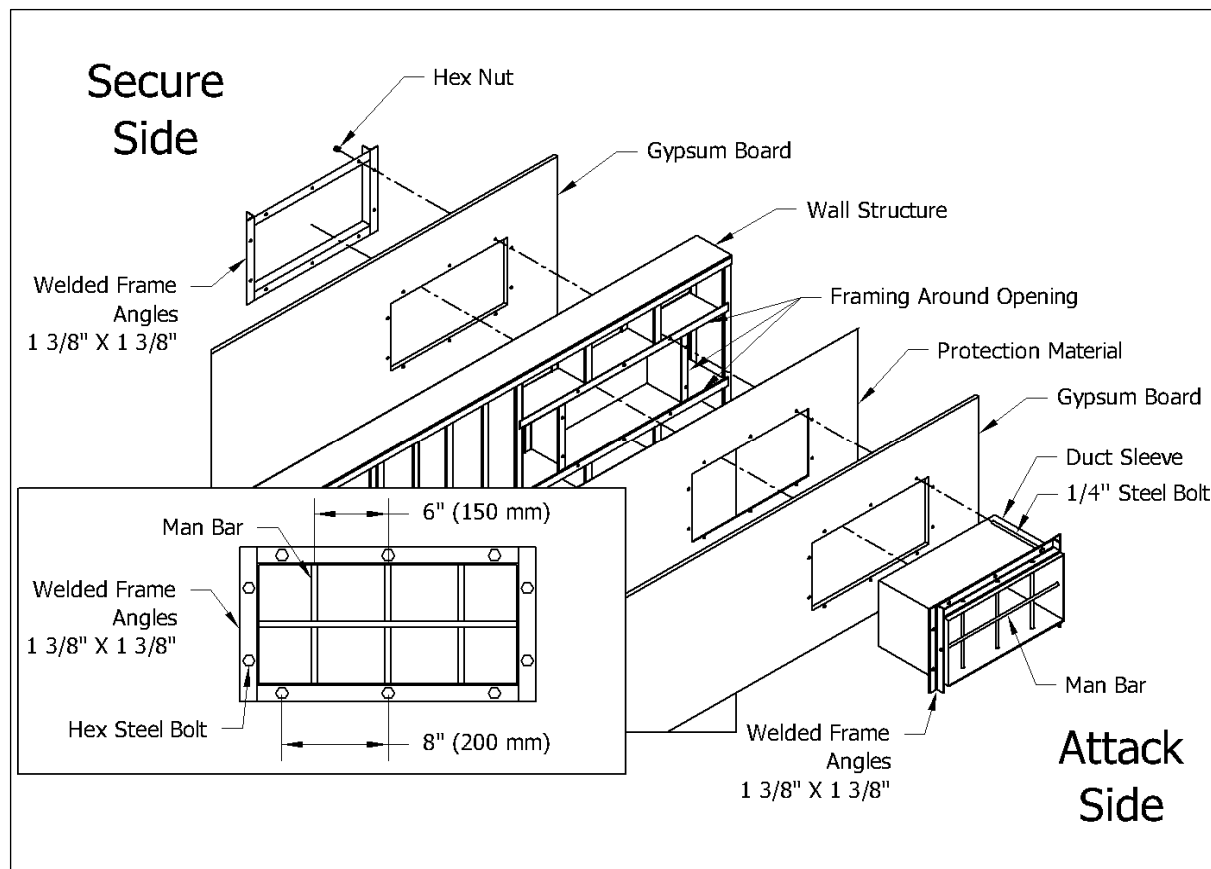 Secure
Side
Hex Nut
Gypsum Board
Wall Structure
Framing Around Opening
Protection Material
Gypsum Board
Duct Sleeve
1/4" Steel Bolt
Welded Frame
Angles
1 3/8" X 1 3/8"
Man Bar
6" (150 mm)
Welded Frame
Angles
1 3/8" X 1 3/8"
Hex Steel Bolt
8" (200 mm)
Man Bar
Welded Frame
Angles
1 3/8" X 1 3/8"
Attack
Side